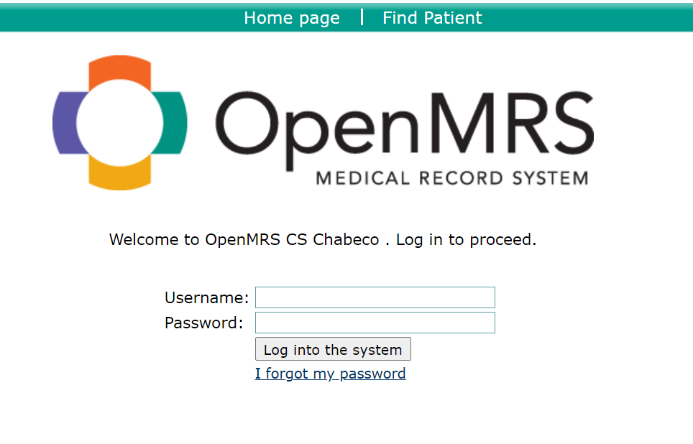 Home page | Find Patient
OpenMRS
MEDICAL RECORD SYSTEM
Welcome to OpenMRS CS Chabeco . Log in to proceed.
Username:
Password:
Log into the system
I forgot my password